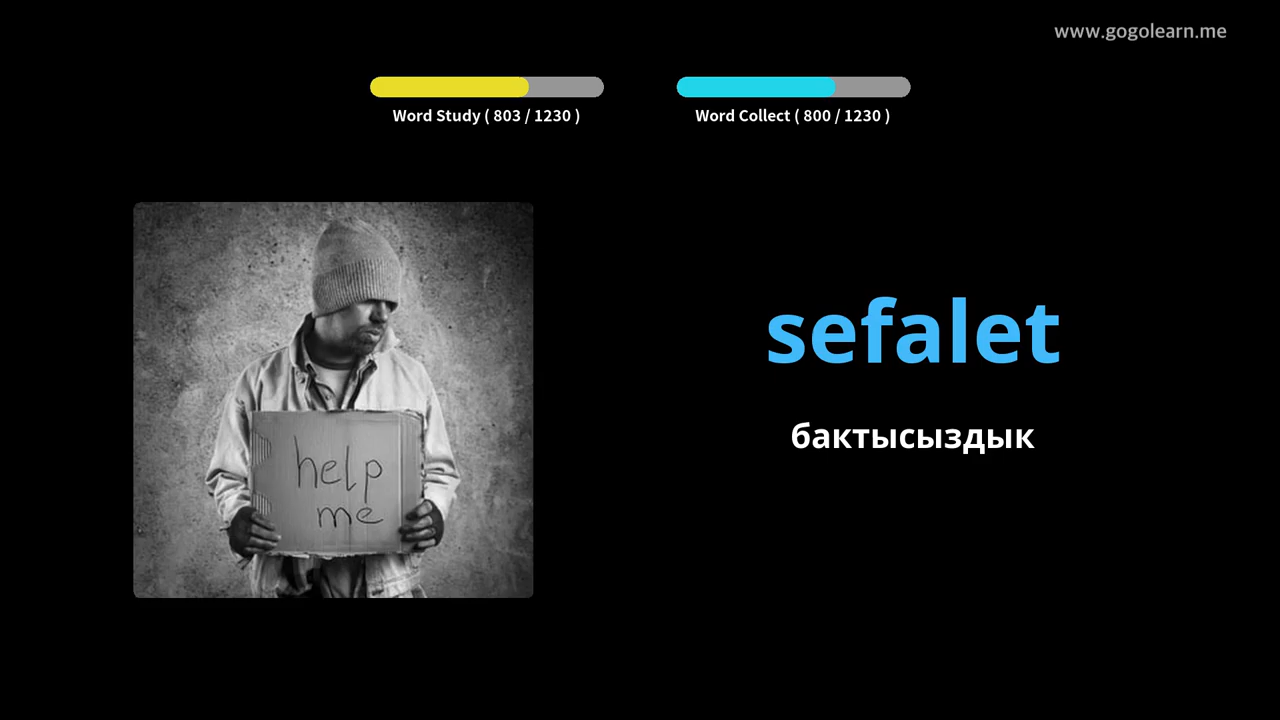 www.gogolearn.me
Word Study ( 803 / 1230 )
Word Collect ( 800 / 1230 )
sefalet
бактысыздык
help
me